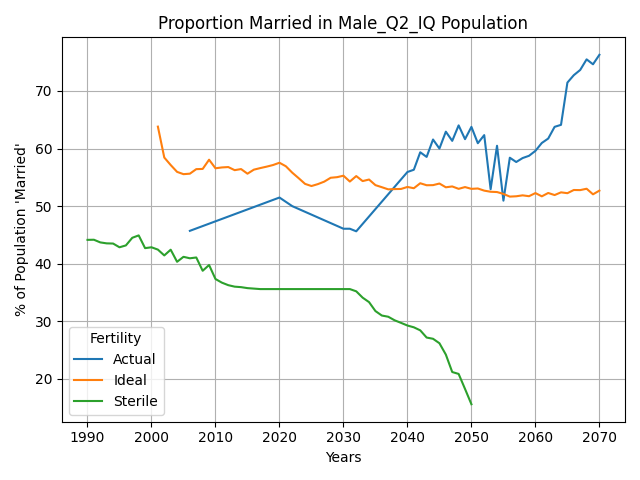 Proportion Married in Male_Q2_IQ Population
% of Population 'Married'
70
60
50
40
30
20
Fertility
Actual
Ideal
Sterile
1990 2000 2010 2020 2030 2040 2050 2060 2070
Years